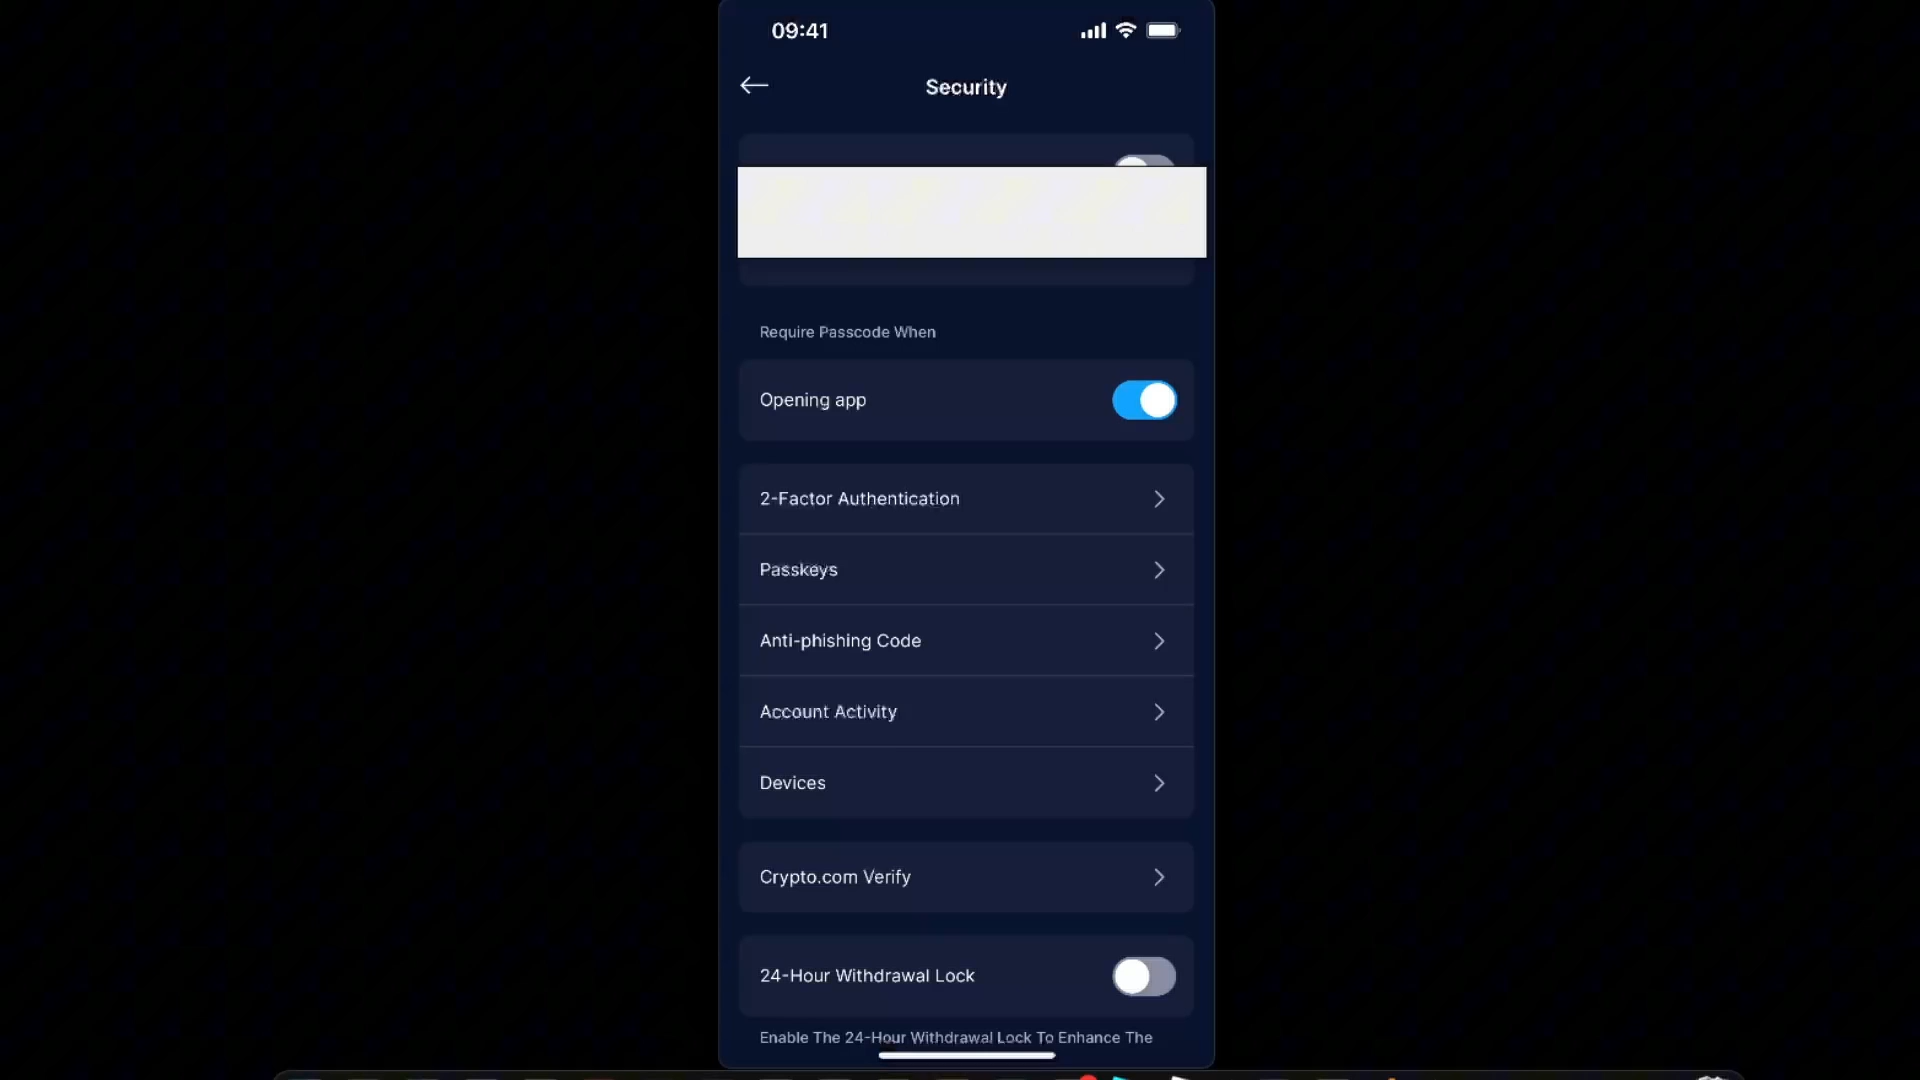 09:41
Security
Require Passcode When
Opening app
2-Factor Authentication
Passkeys
Anti-phishing Code
Account Activity
Devices
Crypto.com Verify
24-Hour Withdrawal Lock
Enable The 24-Hour Withdrawal Lock To Enhance The